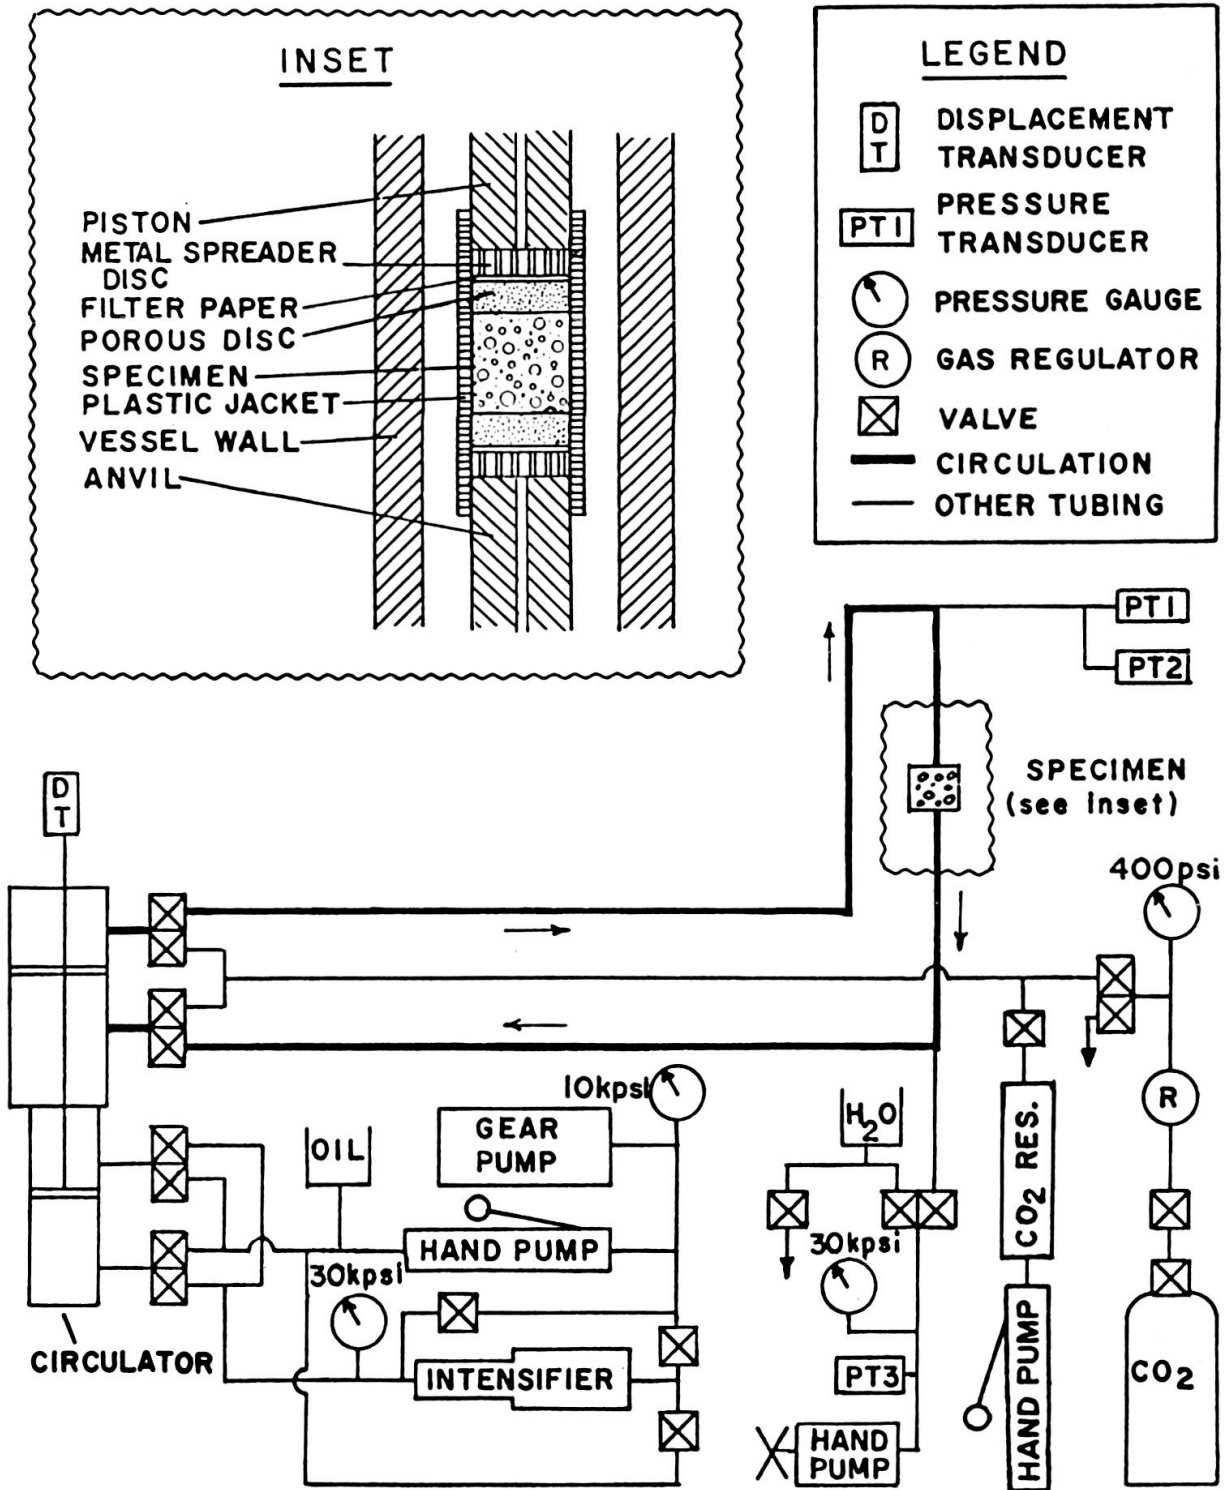 INSET
PISTON
METAL SPREADER
DISC
FILTER PAPER
POROUS DISC
SPECIMEN
PLASTIC JACKET
VESSEL WALL
ANVIL
LEGEND
D
T
DISPLACEMENT
TRANSDUCER
PT1
PRESSURE
TRANSDUCER
PRESSURE GAUGE
R
GAS REGULATOR
VALVE
CIRCULATION
OTHER TUBING
PT1
PT2
SPECIMEN
(see inset)
D
T
400psi
10kpsi
GEAR
PUMP
OIL
HAND PUMP
30kpsi
INTENSIFIER
CIRCULATOR
H2O
30kpsi
PT3
HAND
PUMP
CO2 RES.
HAND PUMP
R
CO2